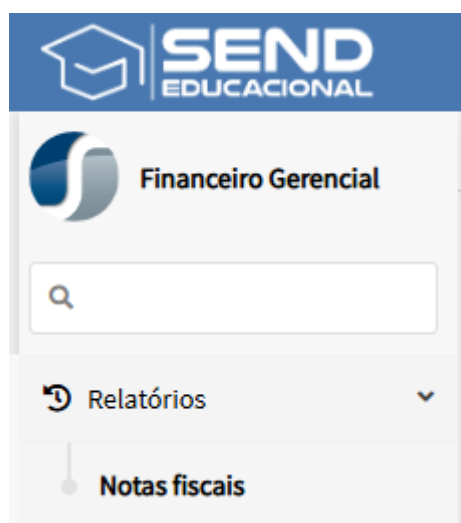 SEND
EDUCACIONAL
Financeiro Gerencial
Relatórios
Notas fiscais